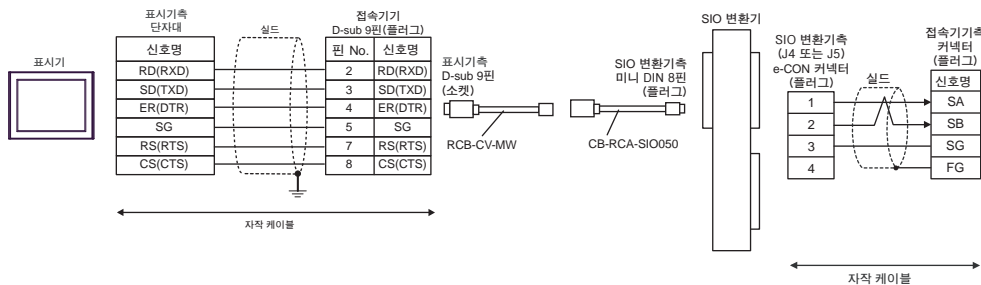 표시기
표시기측
단자대
신호명
RD(RXD)
SD(TXD)
ER(DTR)
SG
RS(RTS)
CS(CTS)
실드
접속기기
D-sub 9핀(플러그)
핀 No. 신호명
2 RD(RXD)
3 SD(TXD)
4 ER(DTR)
5 SG
7 RS(RTS)
8 CS(CTS)
자작 케이블
표시기측
D-sub 9핀
(소켓)
RCB-CV-MW
SIO 변환기측
미니 DIN 8핀
(플러그)
CB-RCA-SIO050
SIO 변환기
SIO 변환기측
(J4 또는 J5)
e-CON 커넥터
(플러그)
1
2
3
4
실드
접속기기측
커넥터
(플러그)
신호명
SA
SB
SG
FG
자작 케이블